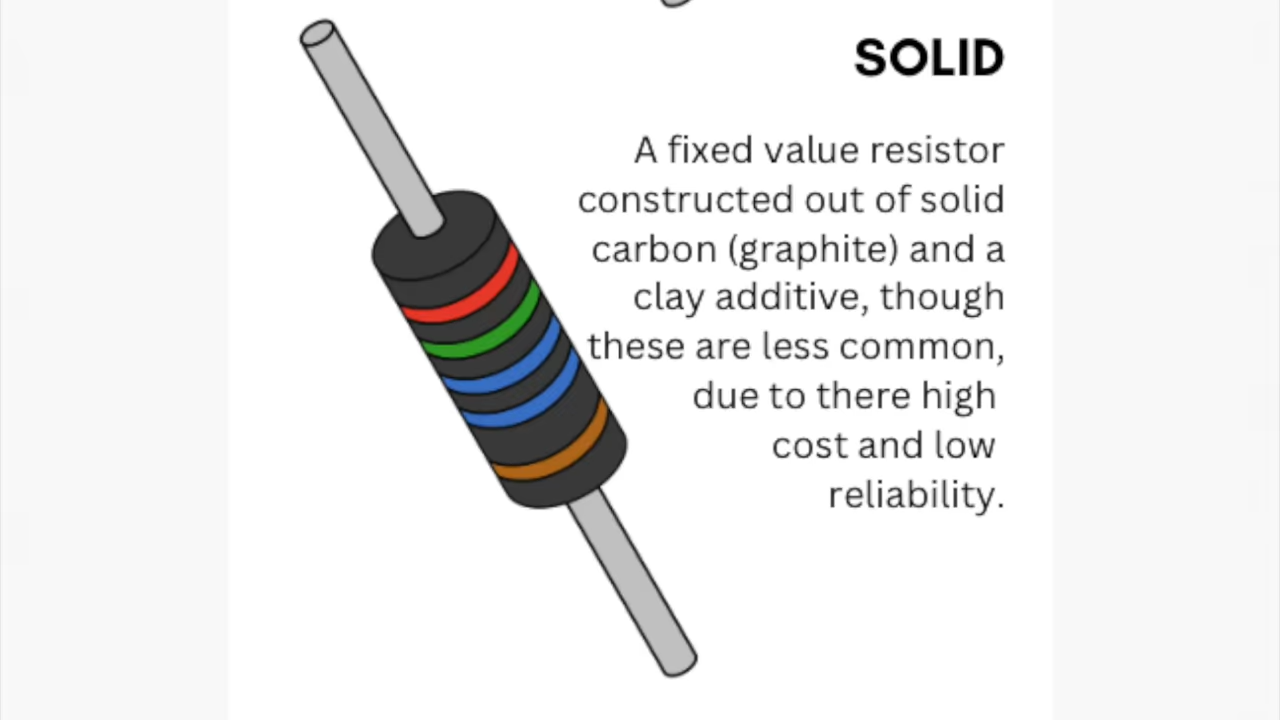 SOLID
A fixed value resistor
constructed out of solid
carbon (graphite) and a
clay additive, though
these are less common,
due to there high
cost and low
reliability.